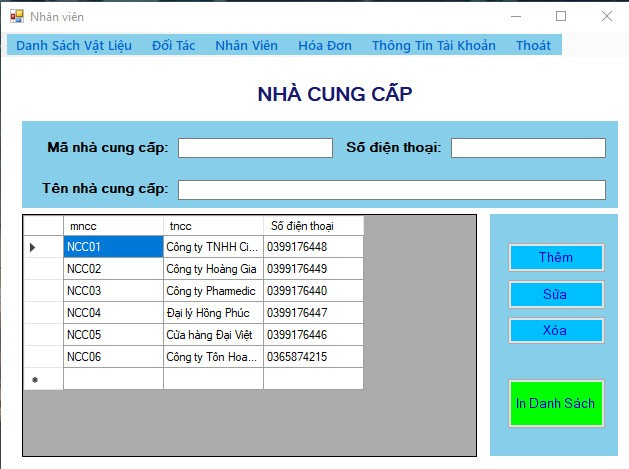 Nhân viên
Danh Sách Vật Liệu Đối Tác Nhân Viên Hóa Đơn Thông Tin Tài Khoản Thoát
NHÀ CUNG CẤP
Mã nhà cung cấp: Số điện thoại:
Tên nhà cung cấp:
mncc tncc Số điện thoại
NCC01 Công ty TNHH Ci... 0399176448
NCC02 Công ty Hoàng Gia 0399176449
NCC03 Công ty Pharmedic 0399176440
NCC04 Đại lý Hồng Phúc 0399176447
NCC05 Cửa hàng Đại Việt 0399176446
NCC06 Công ty Tôn Hoa... 0365874215
Thêm
Sửa
Xóa
In Danh Sách